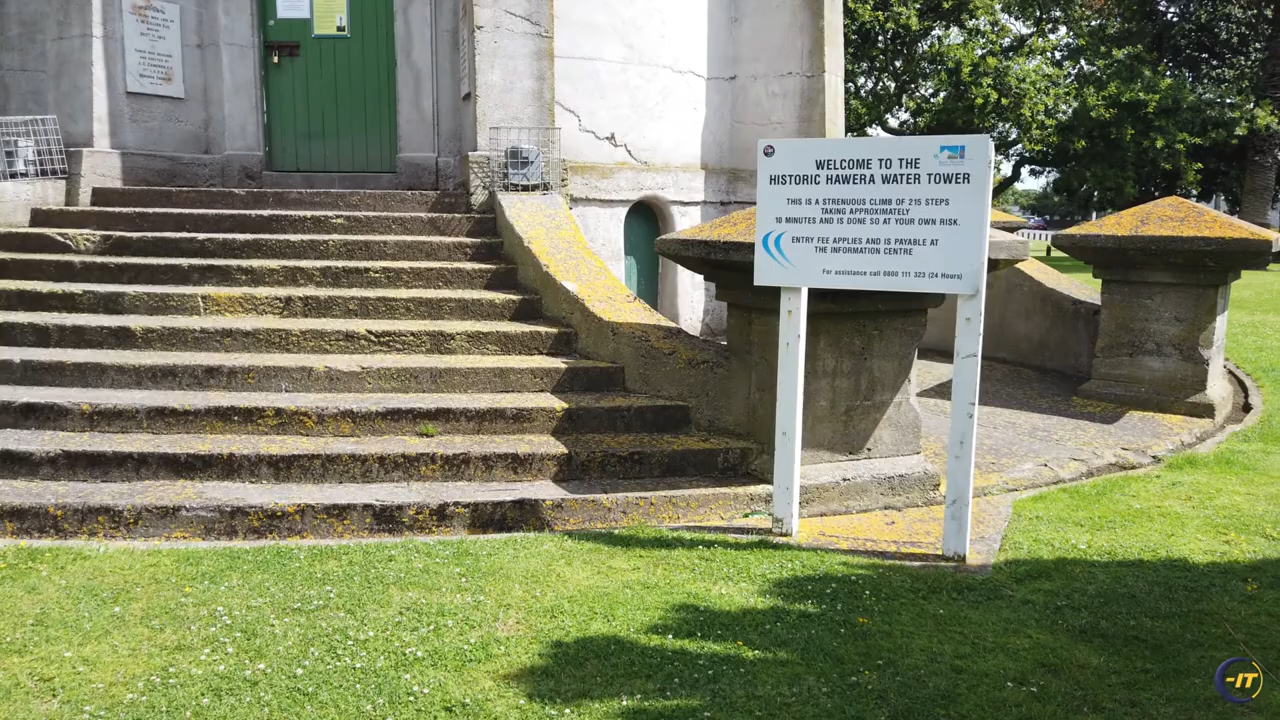 WELCOME TO THE
HISTORIC HAWERA WATER TOWER
THIS IS A STRENUOUS CLIMB OF 215 STEPS
TAKING APPROXIMATELY
10 MINUTES AND IS DONE SO AT YOUR OWN RISK.
ENTRY FEE APPLIES AND IS PAYABLE AT
THE INFORMATION CENTRE
For assistance call 0800 111 323 (24 Hours)
-IT